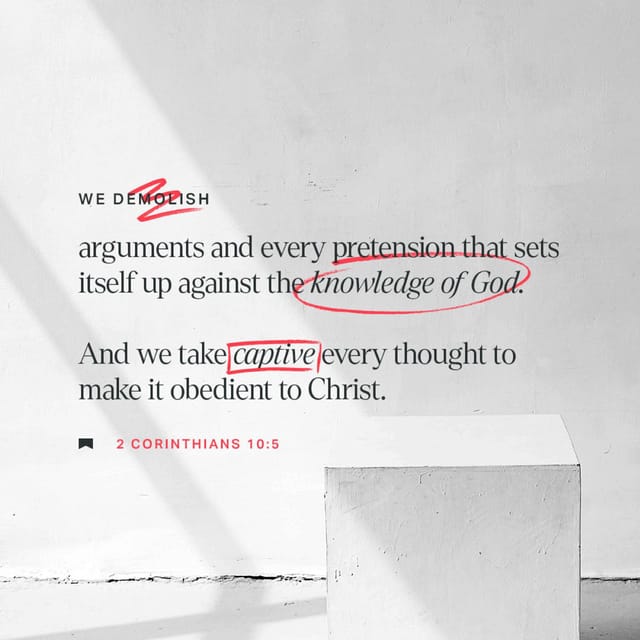 WE DEMOLISH
arguments and every pretension that sets
itself up against the knowledge of God.
And we take captive every thought to
make it obedient to Christ.
2 CORINTHIANS 10:5